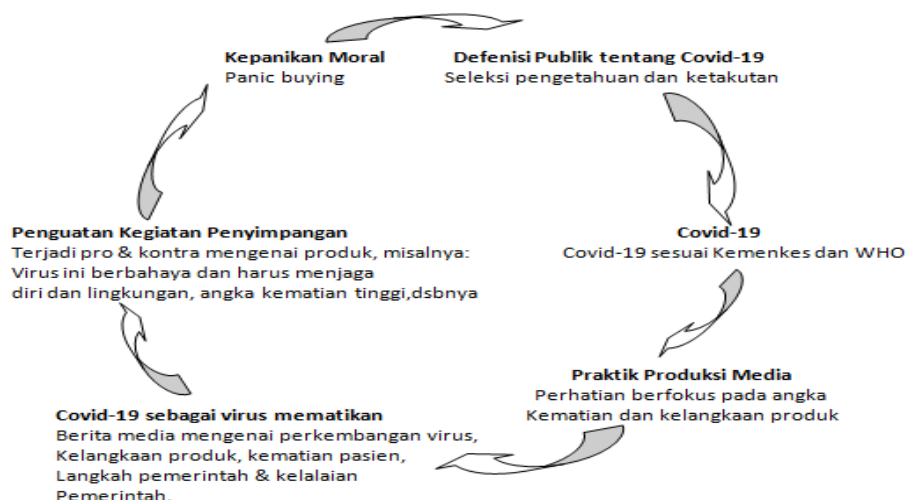 Kepanikan Moral
Panic buying
Defenisi Publik tentang Covid-19
Seleksi pengetahuan dan ketakutan
Covid-19
Covid-19 sesuai Kemenkes dan WHO
Praktik Produksi Media
Perhatian berfokus pada angka
Kematian dan kelangkaan produk
Covid-19 sebagai virus mematikan
Berita media mengenai perkembangan virus,
Kelangkaan produk, kematian pasien,
Langkah pemerintah & kelalaian
Pemerintah.
Penguatan Kegiatan Penyimpangan
Terjadi pro & kontra mengenai produk, misalnya:
Virus ini berbahaya dan harus menjaga
diri dan lingkungan, angka kematian tinggi,dsbnya